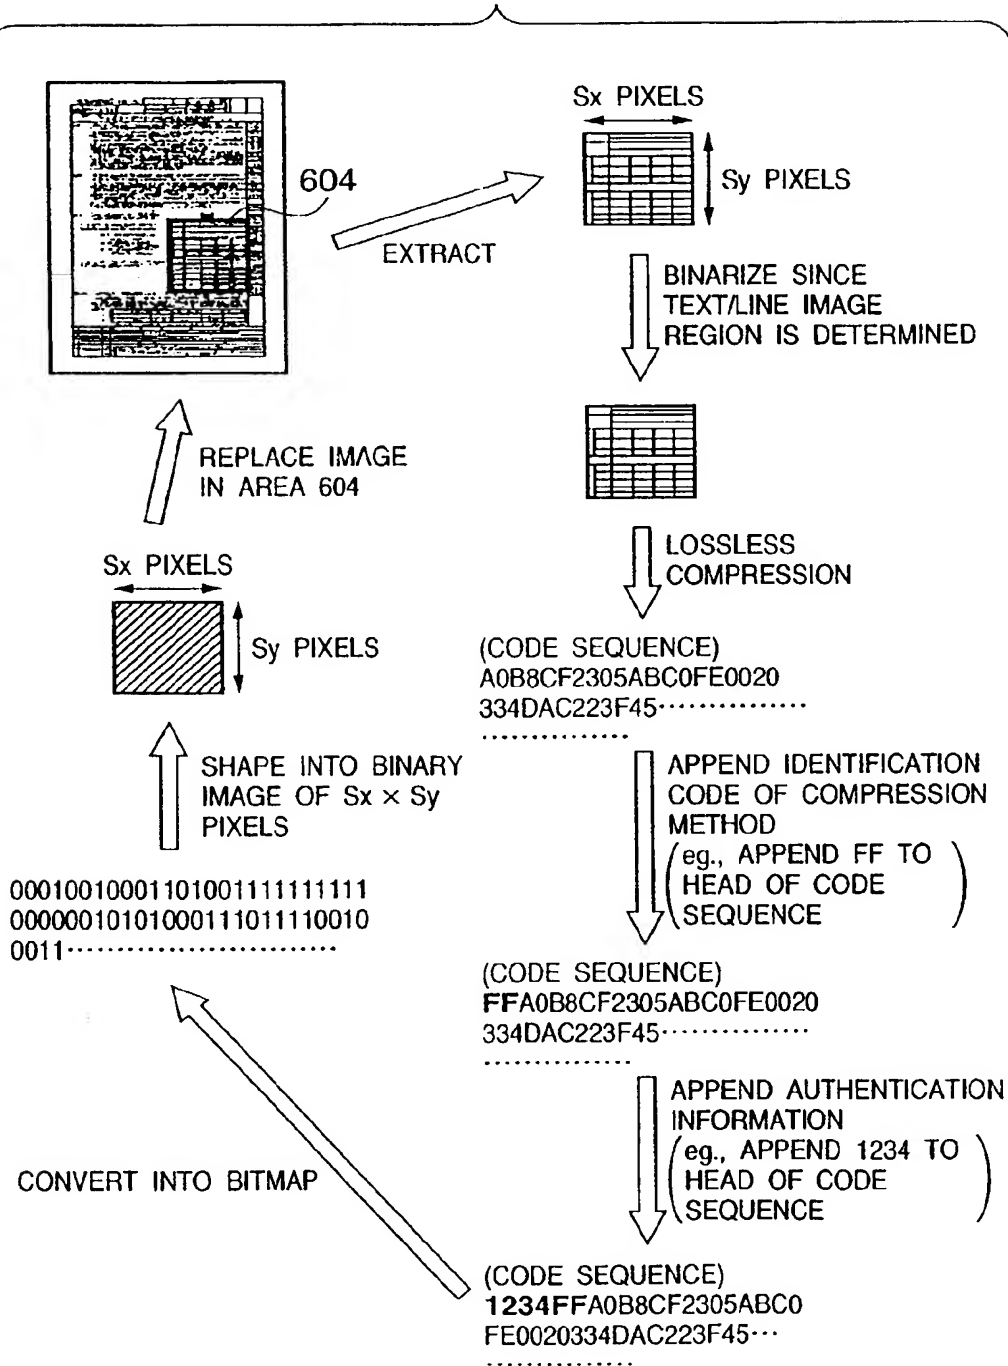 604
EXTRACT
Sx PIXELS
Sy PIXELS
BINARIZE SINCE
TEXT/LINE IMAGE
REGION IS DETERMINED
LOSSLESS
COMPRESSION
(CODE SEQUENCE)
A0B8CF2305ABC0FE0020
334DAC223F45···············
···············
APPEND IDENTIFICATION
CODE OF COMPRESSION
METHOD
(eg., APPEND FF TO
HEAD OF CODE
SEQUENCE)
(CODE SEQUENCE)
FFA0B8CF2305ABC0FE0020
334DAC223F45···············
···············
APPEND AUTHENTICATION
INFORMATION
(eg., APPEND 1234 TO
HEAD OF CODE
SEQUENCE)
(CODE SEQUENCE)
1234FFA0B8CF2305ABC0
FE0020334DAC223F45···
···············
CONVERT INTO BITMAP
000100100011010011111111111
00000010101000111011110010
0011···························
SHAPE INTO BINARY
IMAGE OF Sx × Sy
PIXELS
Sx PIXELS
Sy PIXELS
REPLACE IMAGE
IN AREA 604